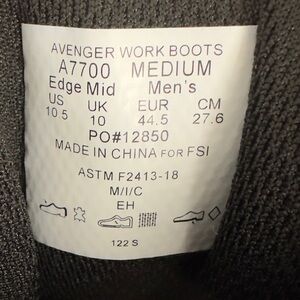 AVENGER WORK BOOTS
A7700 MEDIUM
Edge Mid Men's
US UK EUR CM
10 5 10 44.5 27.6
PO#12850
MADE IN CHINA FOR FSI
ASTM F2413-18
M/I/C
EH
122 S